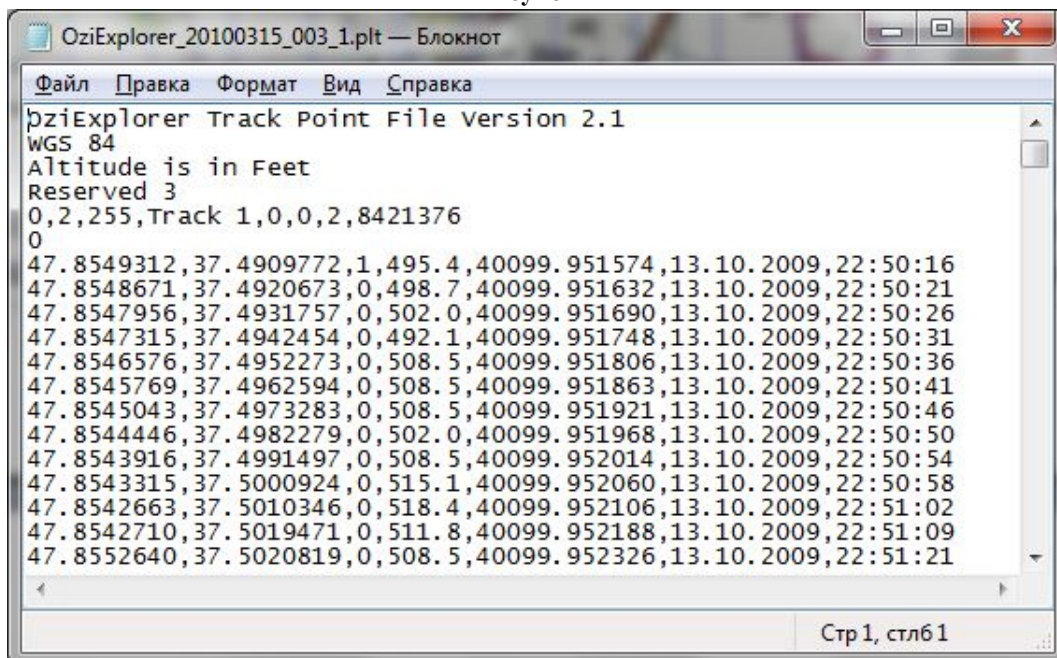 OziExplorer_20100315_003_1.plt — Блокнот
Файл Правка Формат Вид Справка
OziExplorer Track Point File Version 2.1
WGS 84
Altitude is in Feet
Reserved 3
0,2,255,Track 1,0,0,2,8421376
0
47.8549312,37.4909772,1,495.4,40099.951574,13.10.2009,22:50:16
47.8548671,37.4920673,0,498.7,40099.951632,13.10.2009,22:50:21
47.8547956,37.4931757,0,502.0,40099.951690,13.10.2009,22:50:26
47.8547315,37.4942454,0,492.1,40099.951748,13.10.2009,22:50:31
47.8546576,37.4952273,0,508.5,40099.951806,13.10.2009,22:50:36
47.8545769,37.4962594,0,508.5,40099.951863,13.10.2009,22:50:41
47.8545043,37.4973283,0,508.5,40099.951921,13.10.2009,22:50:46
47.8544446,37.4982279,0,502.0,40099.951968,13.10.2009,22:50:50
47.8543916,37.4991497,0,508.5,40099.952014,13.10.2009,22:50:54
47.8543315,37.5000924,0,515.1,40099.952060,13.10.2009,22:50:58
47.8542663,37.5010346,0,518.4,40099.952106,13.10.2009,22:51:02
47.8542710,37.5019471,0,511.8,40099.952188,13.10.2009,22:51:09
47.8552640,37.5020819,0,508.5,40099.952326,13.10.2009,22:51:21
Стр 1, стлб 1